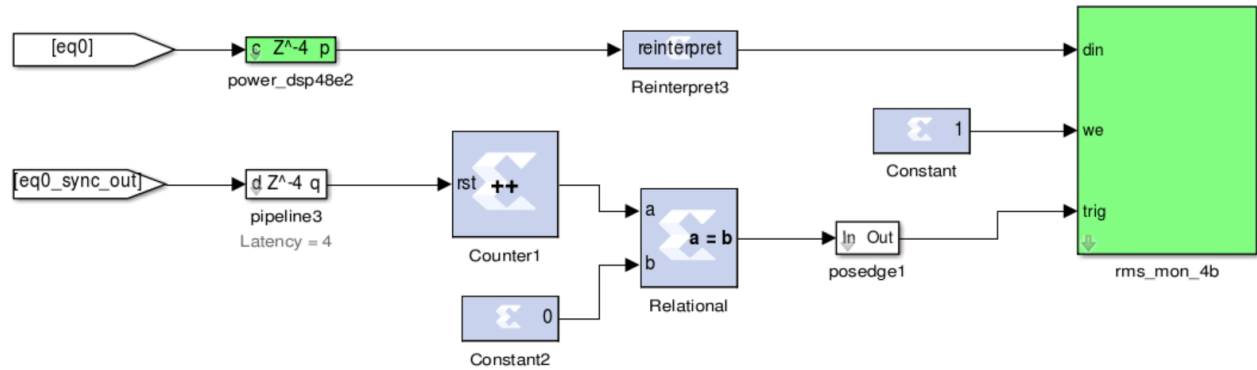 [eq0]
c Z^-4 p
power_dsp48e2
reinterpret
Reinterpret3
din
1
Constant
we
[eq0_sync_out]
d Z^-4 q
pipeline3
Latency = 4
rst
++
Counter1
0
Constant2
a
b
a = b
Relational
In Out
posedge1
trig
rms_mon_4b